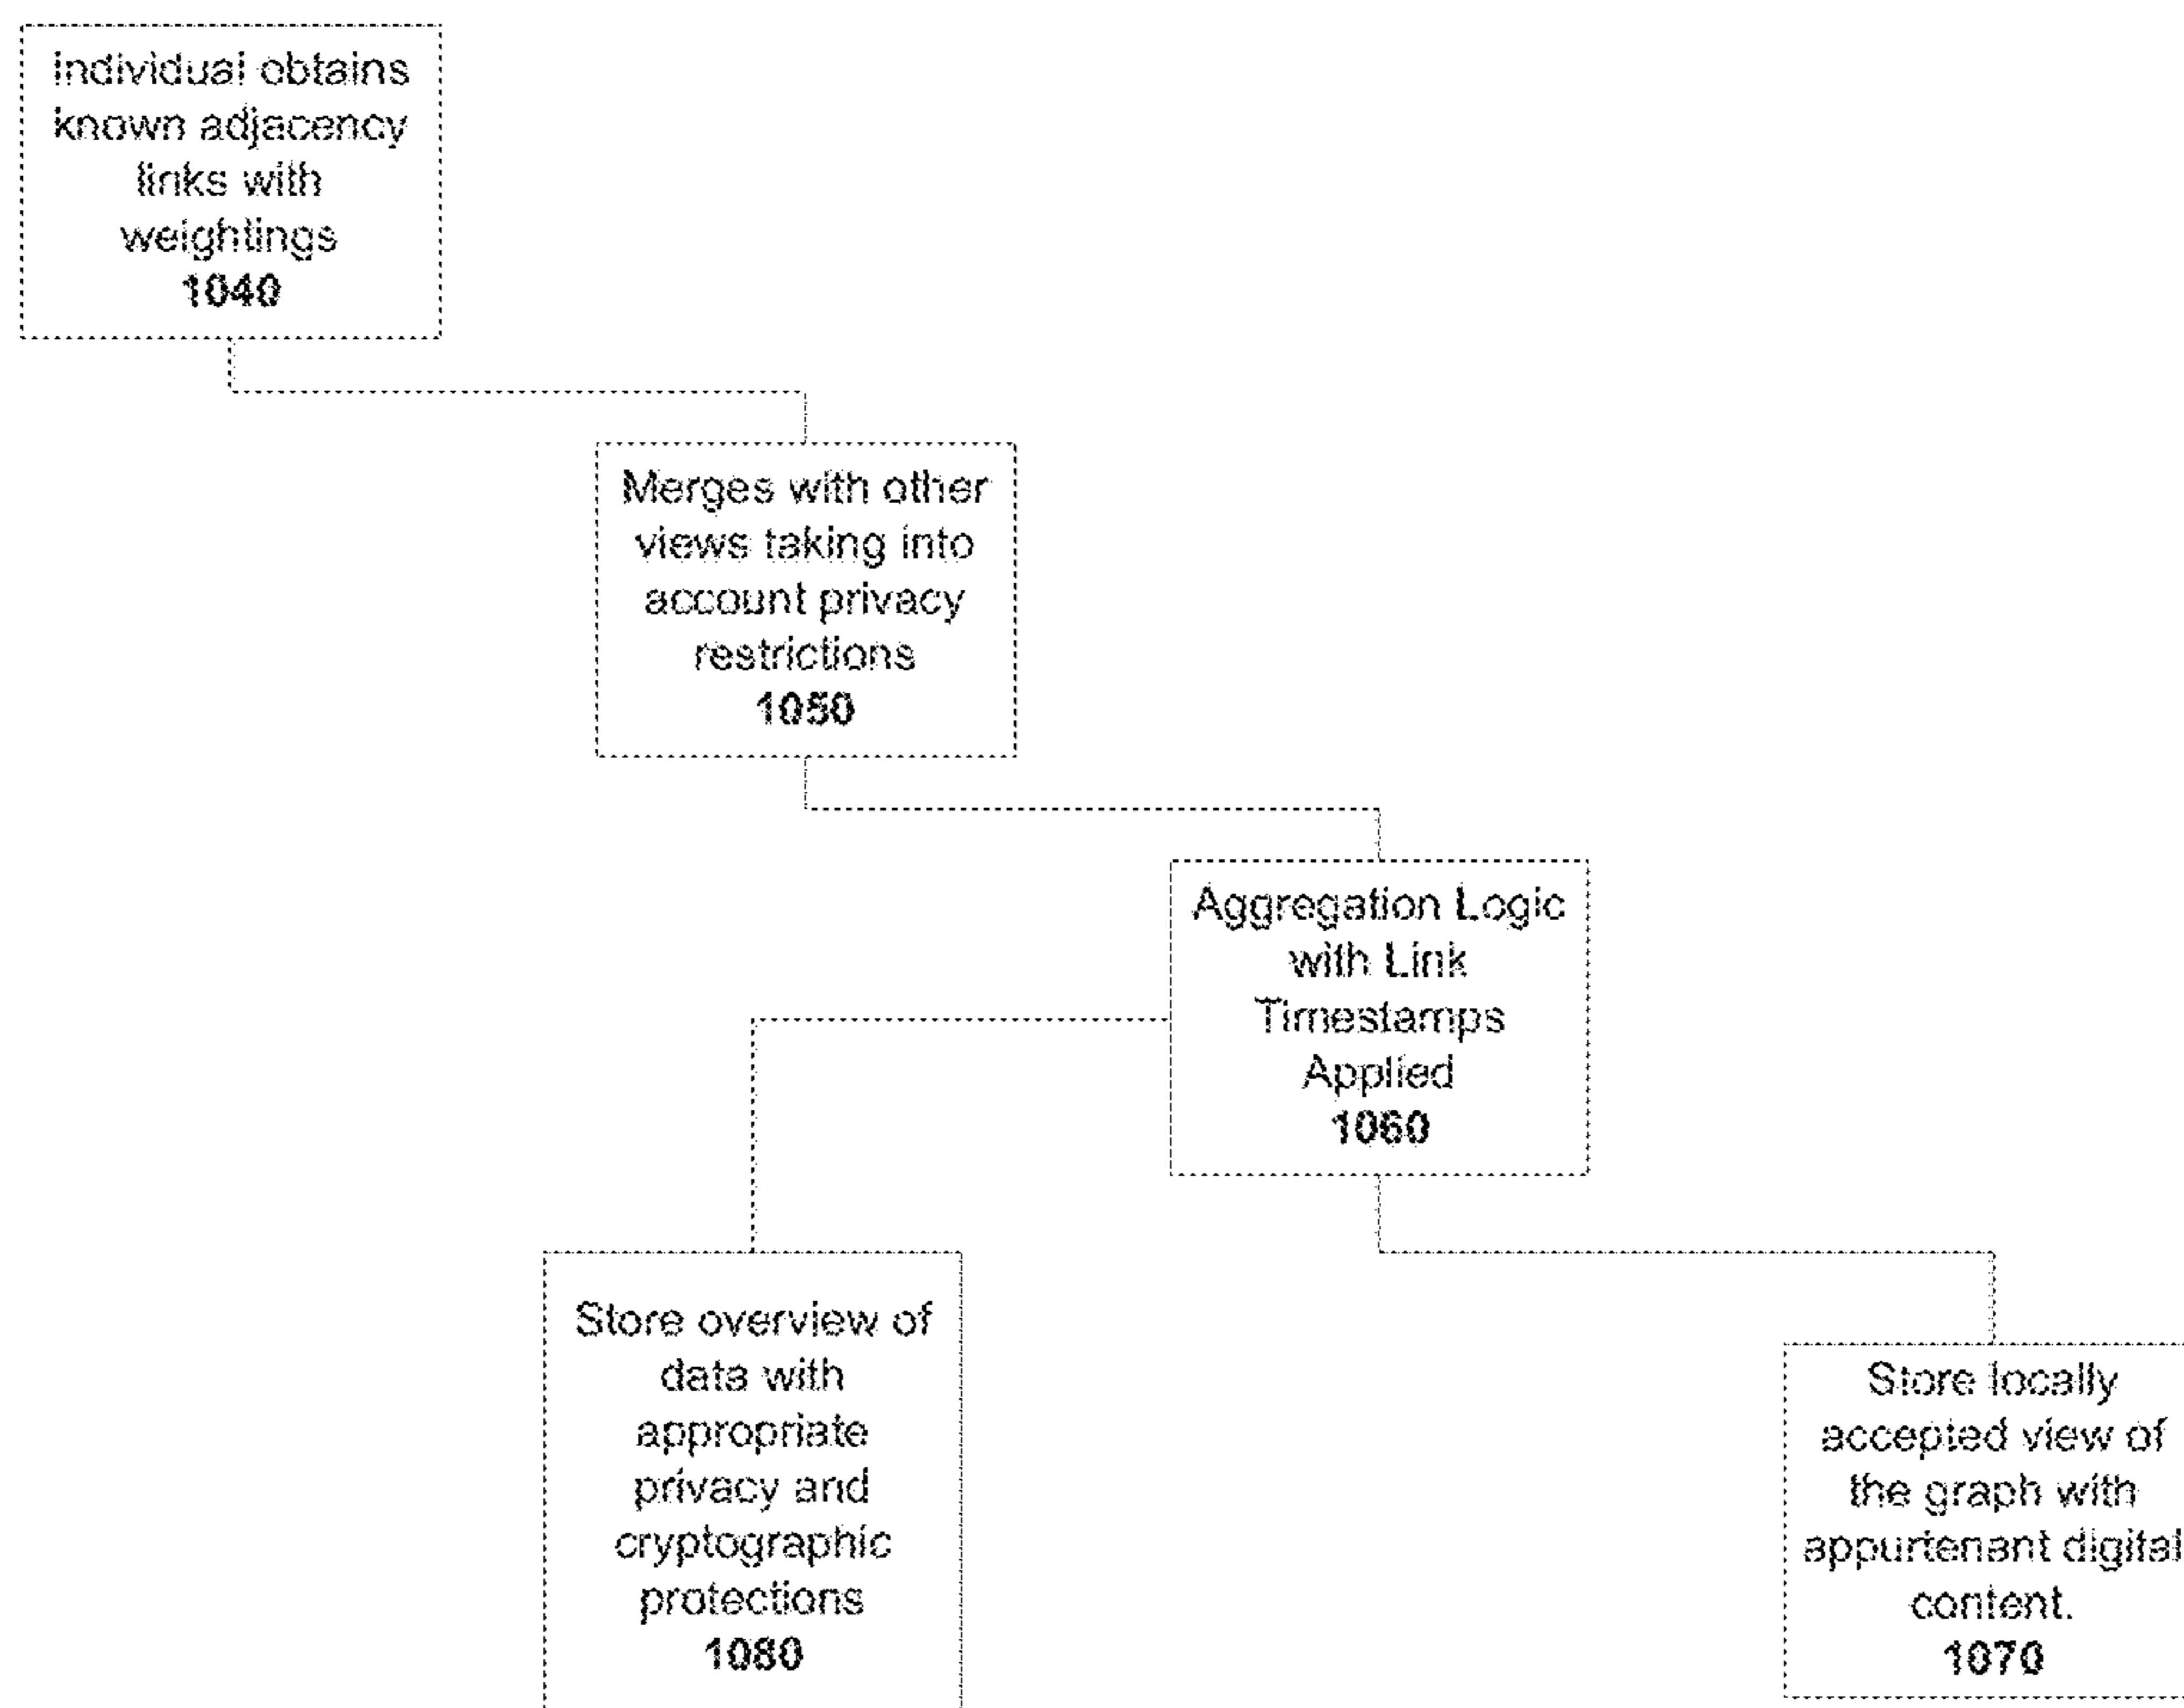 Individual obtains
known adjacency
links with
weightings
1040
Merges with other
views taking into
account privacy
restrictions
1050
Aggregation Logic
with Link
Timestamps
Applied
1060
Store overview of
data with
appropriate
privacy and
cryptographic
protections
1080
Store locally
accepted view of
the graph with
appurtenant digital
content.
1070